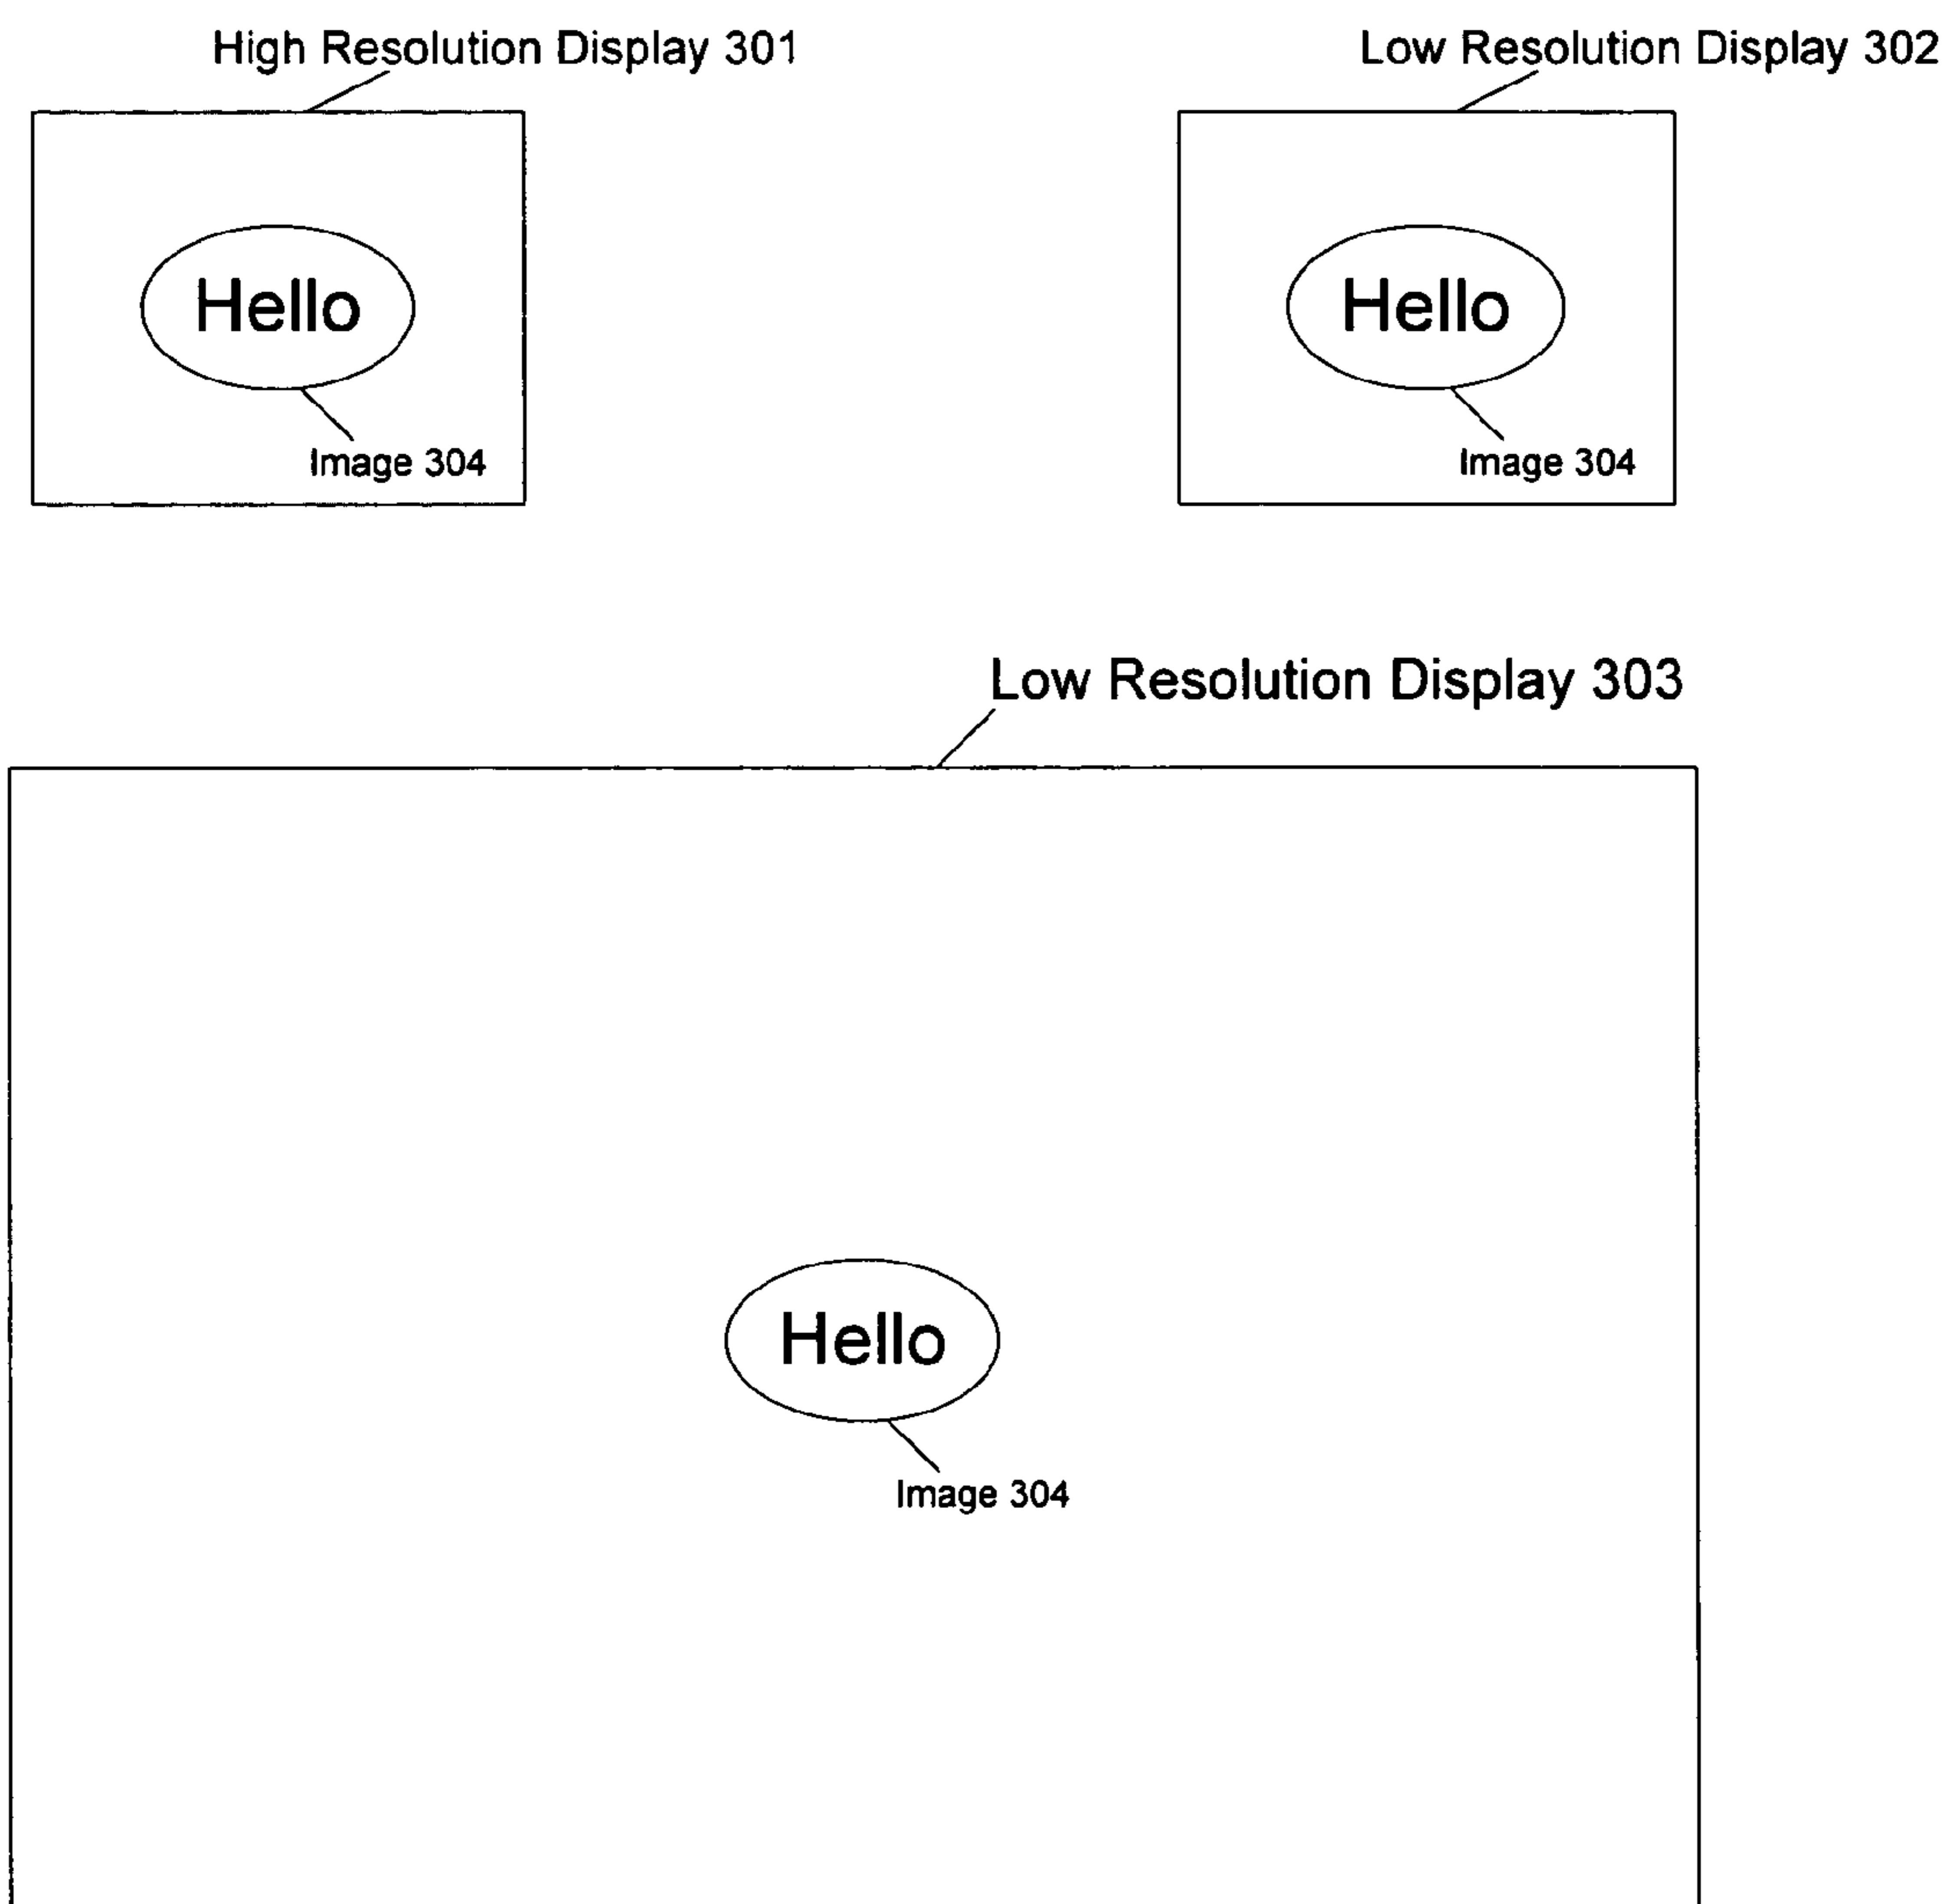 High Resolution Display 301
Low Resolution Display 302
Hello
Image 304
Hello
Image 304
Low Resolution Display 303
Hello
Image 304